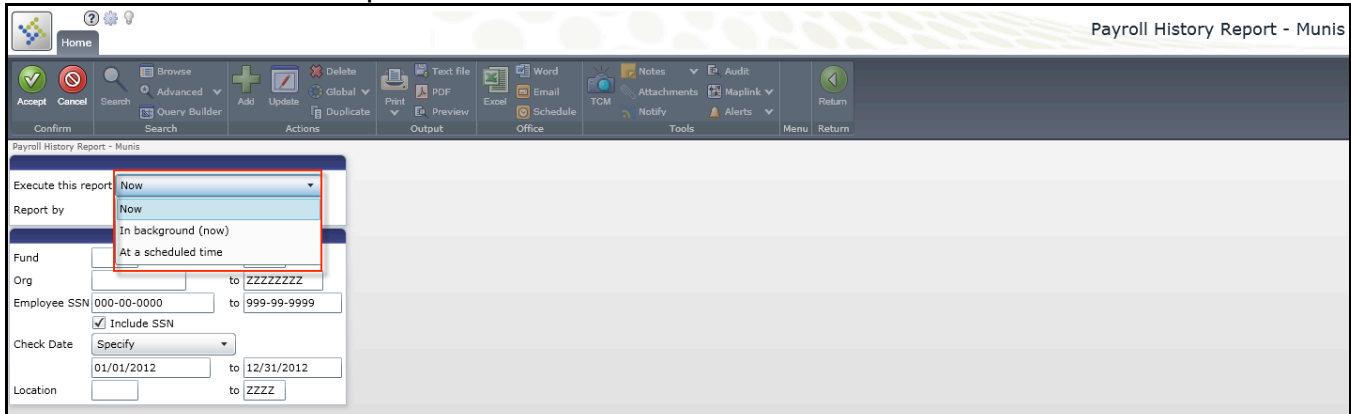 Home
Payroll History Report - Munis
Accept Cancel Search Browse Advanced Query Builder Add Update Delete Global Duplicate Print Text file PDF Preview Excel Word Email Schedule TCM Notes Attachments Notify Audit Maplink Alerts Return
Confirm Search Actions Output Office Tools Menu Return
Payroll History Report - Munis
Execute this report Now
Report by Now
In background (now)
At a scheduled time
Fund
Org to ZZZZZZZZ
Employee SSN 000-00-0000 to 999-99-9999
Include SSN
Check Date Specify
01/01/2012 to 12/31/2012
Location to ZZZZ